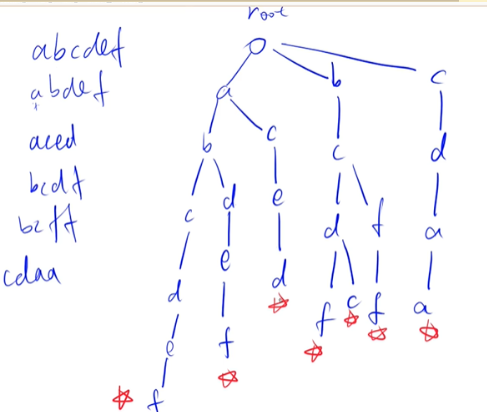 root
abcdef
abdef
aced
bcdf
bcff
cdaa
a b c
b c c d
c d e d f a
d e d f c f a
e f
f